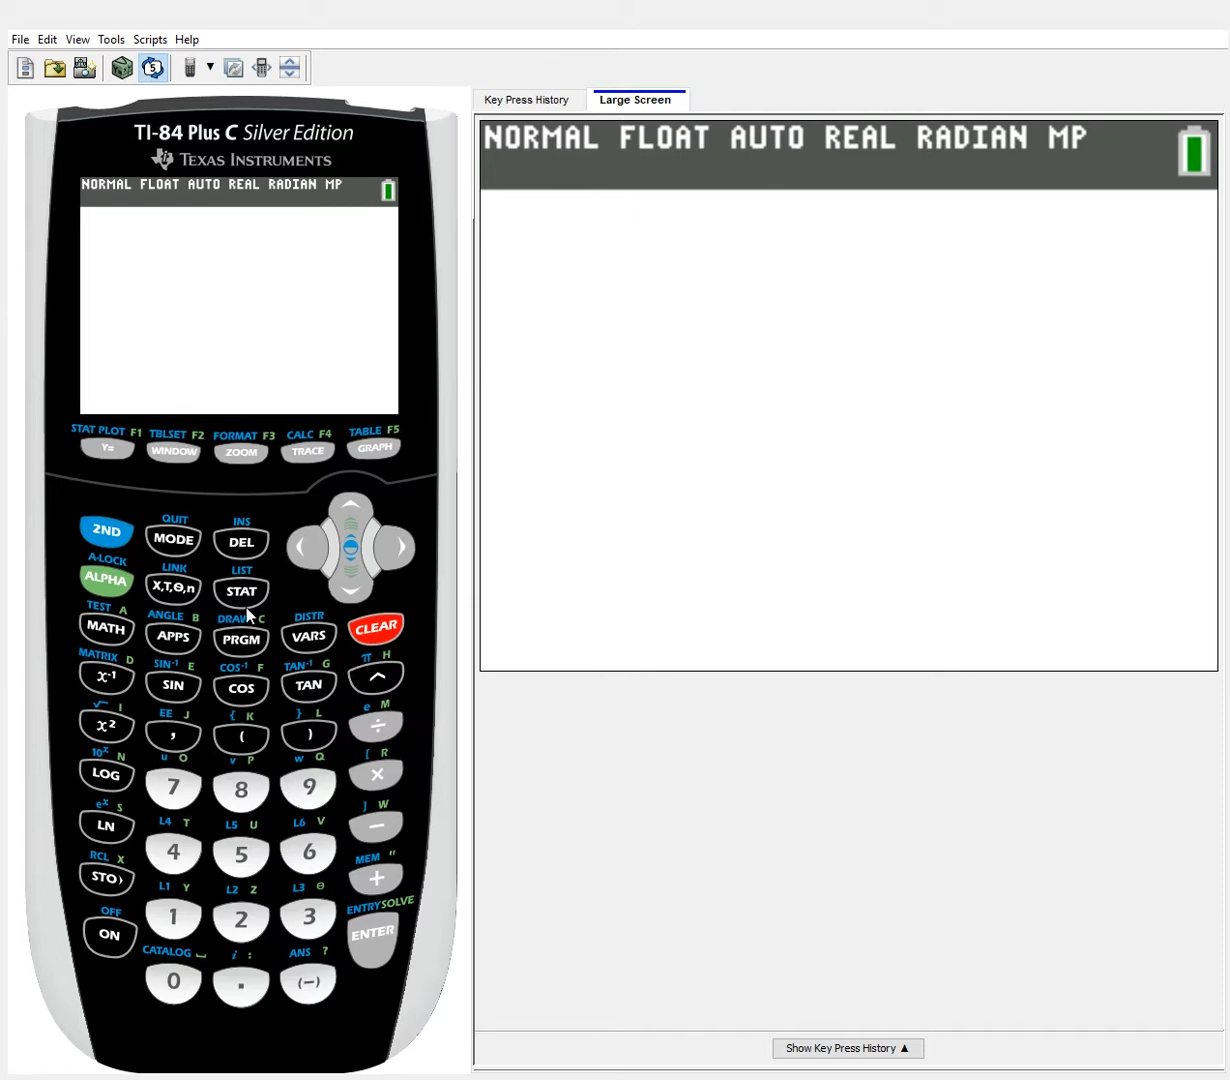 File Edit View Tools Scripts Help
Key Press History Large Screen
TI-84 Plus C Silver Edition
TEXAS INSTRUMENTS
NORMAL FLOAT AUTO REAL RADIAN MP
NORMAL FLOAT AUTO REAL RADIAN MP
STAT PLOT F1 TBLSET F2 FORMAT F3 CALC F4 TABLE F5
Y= WINDOW ZOOM TRACE GRAPH
QUIT INS
2ND MODE DEL
A-LOCK LINK LIST
ALPHA X,T,Θ,n STAT
TEST A ANGLE B DRAW C DISTR
MATH APPS PRGM VARS CLEAR
MATRIX D SIN-1 E COS-1 F TAN-1 G π H
x-1 SIN COS TAN ^
√ I EE J { K } L e M
x2 , ( ) ÷
10x N u O v P w Q [ R
LOG 7 8 9 ×
ex S L4 T L5 U L6 V ] W
LN 4 5 6 −
RCL X L1 Y L2 Z L3 Θ MEM "
STO› 1 2 3 +
OFF CATALOG ␣ i : ANS ? ENTRY SOLVE
ON 0 . (−) ENTER
Show Key Press History ▲